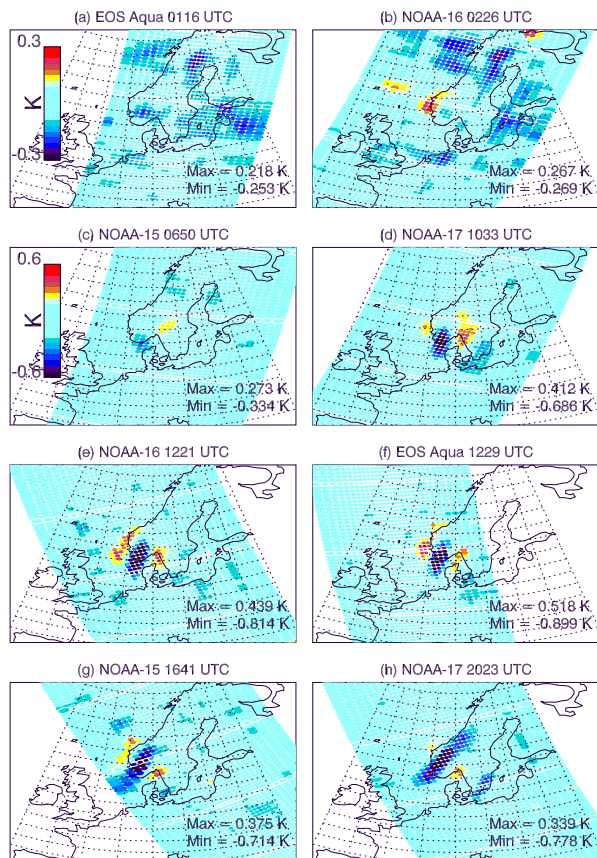 (a) EOS Aqua 0116 UTC
0.3
K
-0.3
Max = 0.218 K
Min = -0.253 K
(b) NOAA-16 0226 UTC
Max = 0.267 K
Min = -0.269 K
(c) NOAA-15 0650 UTC
0.6
K
-0.6
Max = 0.273 K
Min = -0.334 K
(d) NOAA-17 1033 UTC
Max = 0.412 K
Min = -0.686 K
(e) NOAA-16 1221 UTC
Max = 0.439 K
Min = -0.814 K
(f) EOS Aqua 1229 UTC
Max = 0.518 K
Min = -0.899 K
(g) NOAA-15 1641 UTC
Max = 0.375 K
Min = -0.714 K
(h) NOAA-17 2023 UTC
Max = 0.339 K
Min = -0.778 K